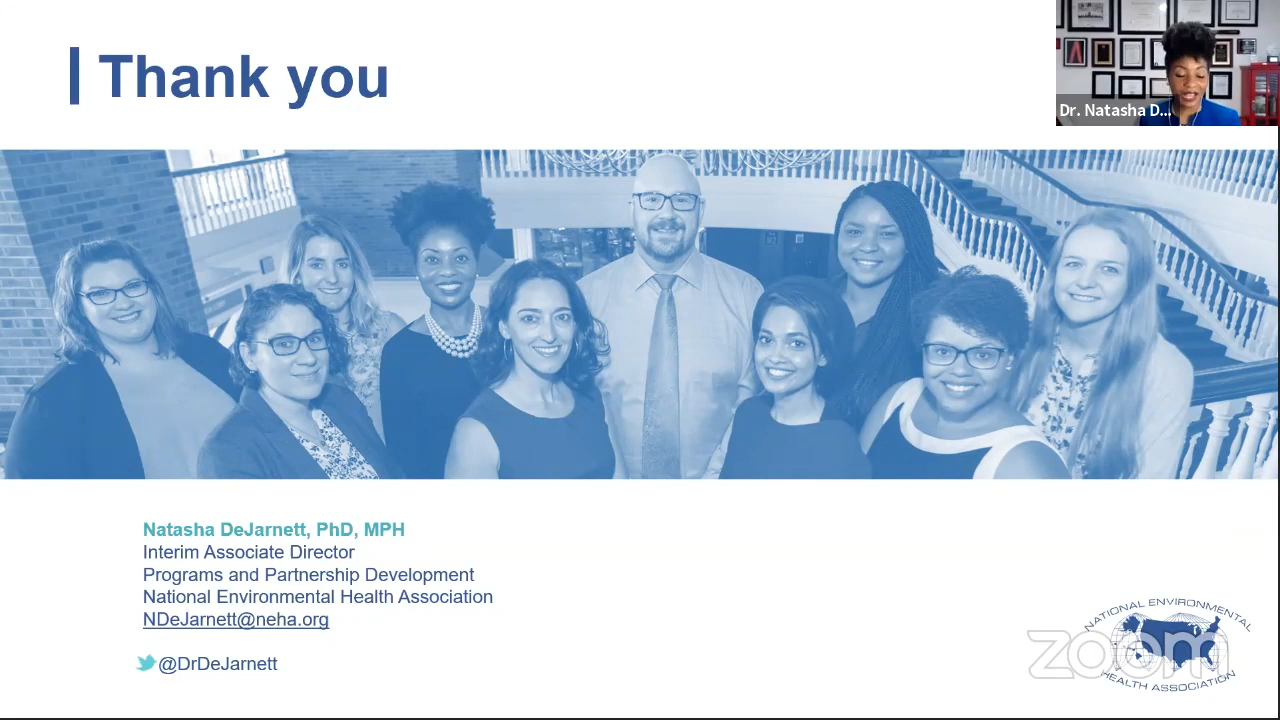 Thank you
Dr. Natasha D...
Natasha DeJarnett, PhD, MPH
Interim Associate Director
Programs and Partnership Development
National Environmental Health Association
NDeJarnett@neha.org
@DrDeJarnett
NATIONAL ENVIRONMENTAL
HEALTH ASSOCIATION
zoom